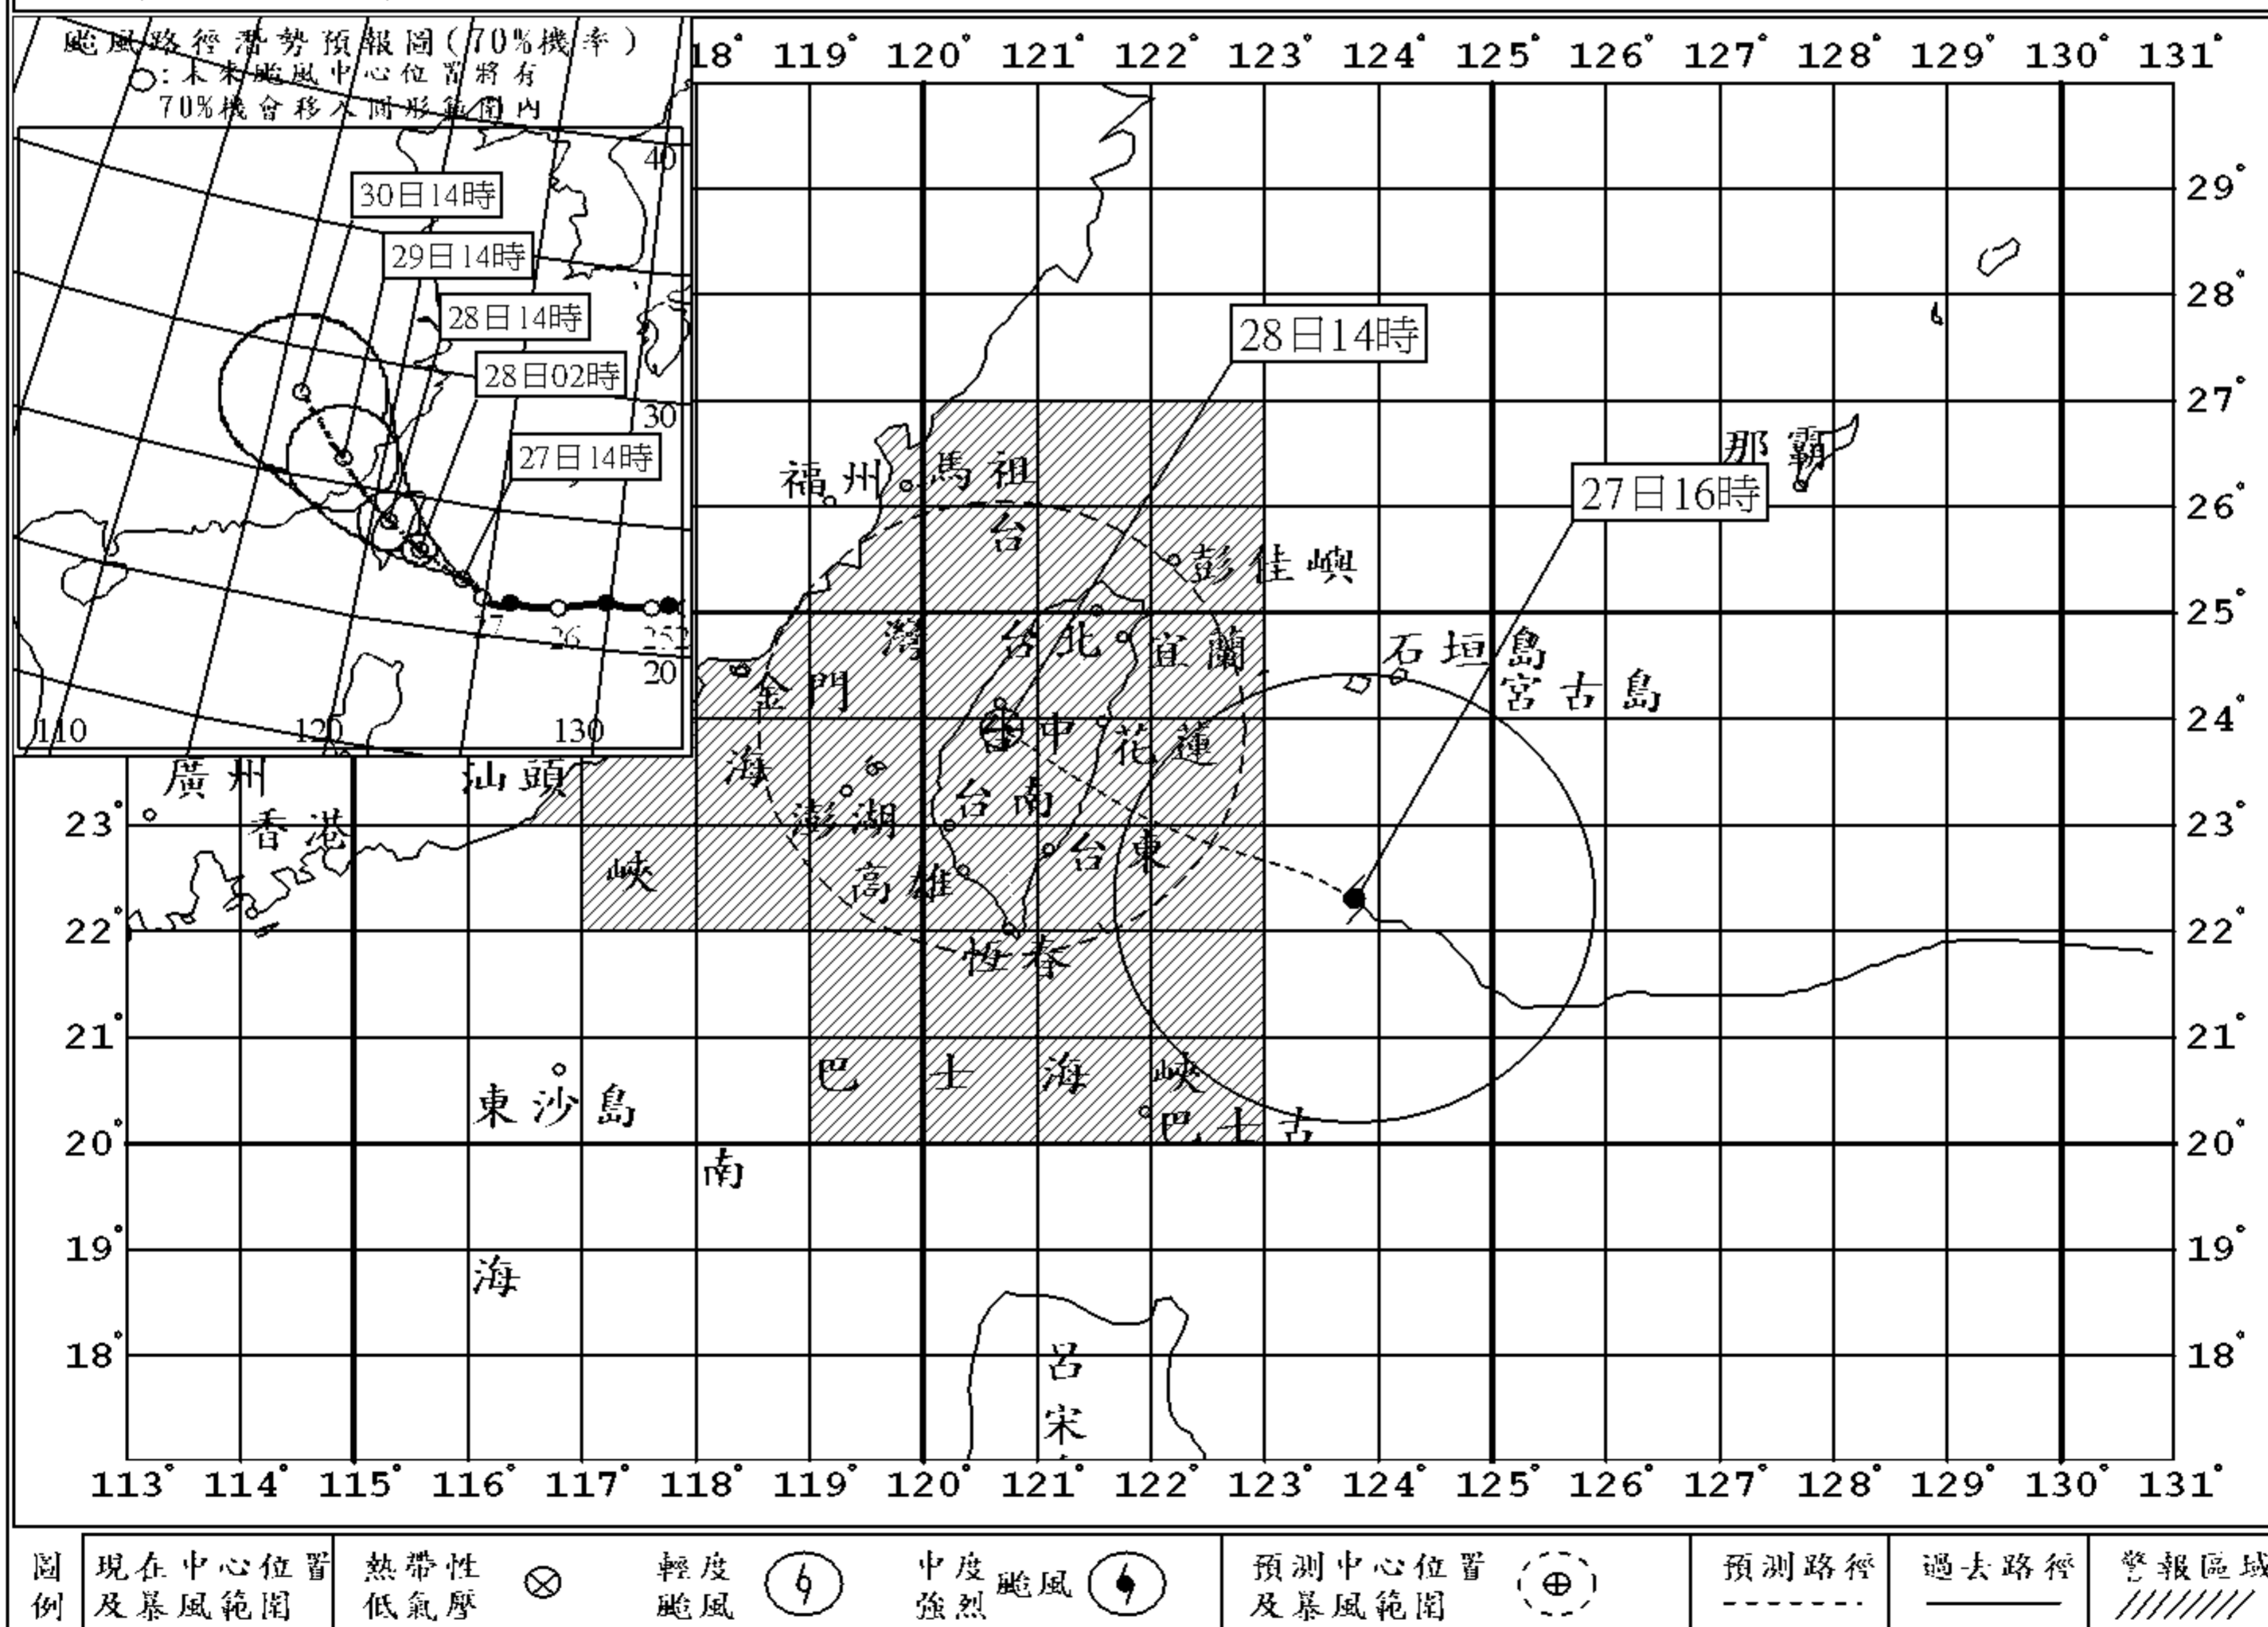 颱風路徑潛勢預報圖(70%機率)
○:未來颱風中心位置將有
70%機會移入圓形範圍內
40
30日14時
29日14時
28日14時
28日02時
30
27日14時
27 26 25
20
110 120 130
18° 119° 120° 121° 122° 123° 124° 125° 126° 127° 128° 129° 130° 131°
29°
28°
28日14時
27°
那霸
福州 馬祖
27日16時
26°
台
彭佳嶼
25°
灣 台北 宜蘭
石垣島
宮古島
金門
24°
台中 花蓮
海
廣州 汕頭
台南
23° 23°
香港 澎湖
台東
峽 高雄
22° 22°
恆春
21° 21°
巴士海峽
東沙島
巴士古
20° 20°
南
19° 19°
海
18° 18°
呂
宋
113° 114° 115° 116° 117° 118° 119° 120° 121° 122° 123° 124° 125° 126° 127° 128° 129° 130° 131°
圖例
現在中心位置
及暴風範圍
熱帶性
低氣壓
輕度
颱風
中度
強烈
颱風
預測中心位置
及暴風範圍
預測路徑
過去路徑
警報區域